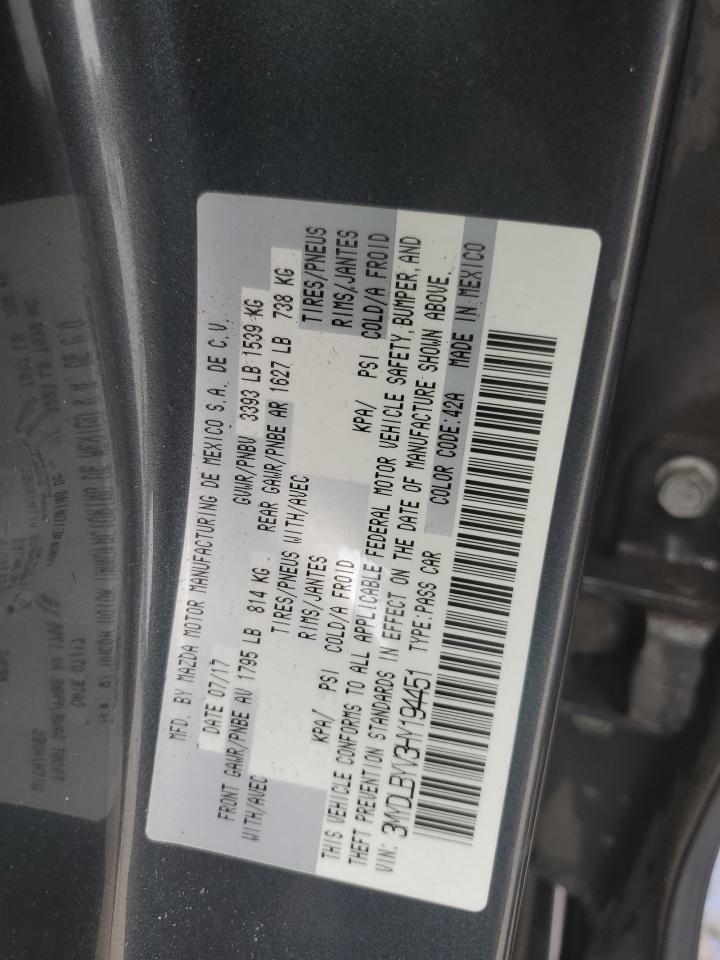 MFD. BY MAZDA MOTOR MANUFACTURING DE MEXICO S.A. DE C.V.
DATE 07/17 GVWR/PNBV 3393 LB 1539 KG
FRONT GAWR/PNBE AV 1795 LB 814 KG REAR GAWR/PNBE AR 1627 LB 738 KG
WITH/AVEC TIRES/PNEUS WITH/AVEC TIRES/PNEUS
RIMS/JANTES RIMS/JANTES
KPA/ PSI COLD/A FROID KPA/ PSI COLD/A FROID
THIS VEHICLE CONFORMS TO ALL APPLICABLE FEDERAL MOTOR VEHICLE SAFETY, BUMPER, AND
THEFT PREVENTION STANDARDS IN EFFECT ON THE DATE OF MANUFACTURE SHOWN ABOVE.
VIN: 3MYDLBYV3HY194451 TYPE:PASS CAR COLOR CODE:42A MADE IN MEXICO